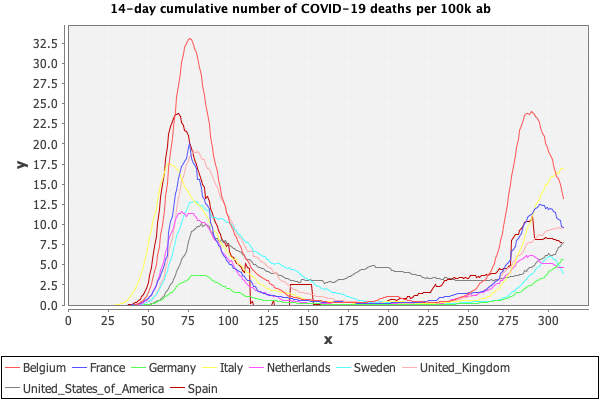 14-day cumulative number of COVID-19 deaths per 100k ab
y
32.5
30.0
27.5
25.0
22.5
20.0
17.5
15.0
12.5
10.0
7.5
5.0
2.5
0.0
0 25 50 75 100 125 150 175 200 225 250 275 300
x
Belgium France Germany Italy Netherlands Sweden United_Kingdom
United_States_of_America Spain